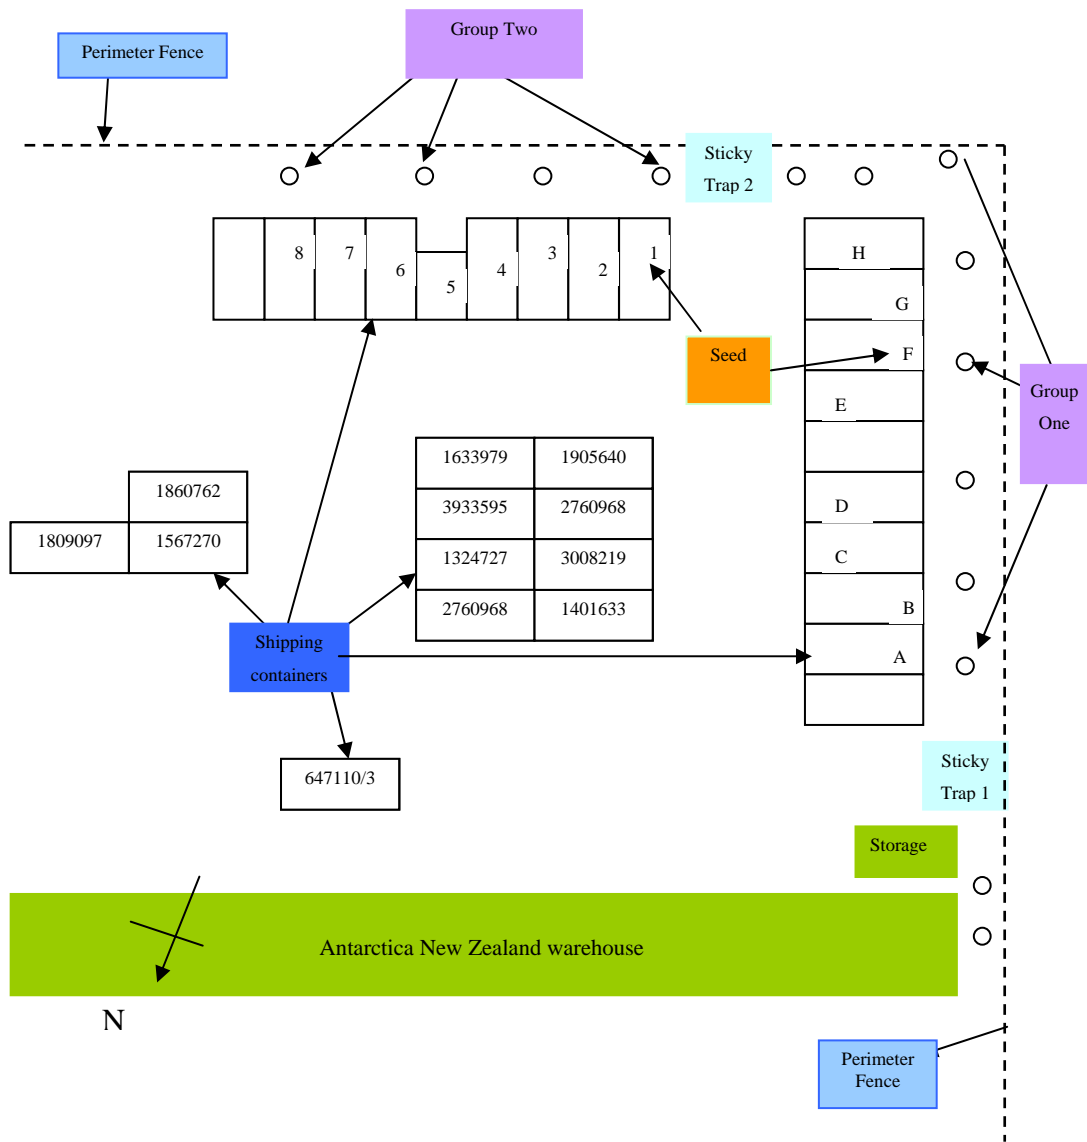 Group Two
Perimeter Fence
Sticky
Trap 2
8
7
6
5
4
3
2
1
H
G
F
E
D
C
B
A
Seed
Group
One
1633979
1905640
3933595
2760968
1324727
3008219
2760968
1401633
1860762
1809097
1567270
Shipping
containers
647110/3
Sticky
Trap 1
Storage
Antarctica New Zealand warehouse
N
Perimeter
Fence